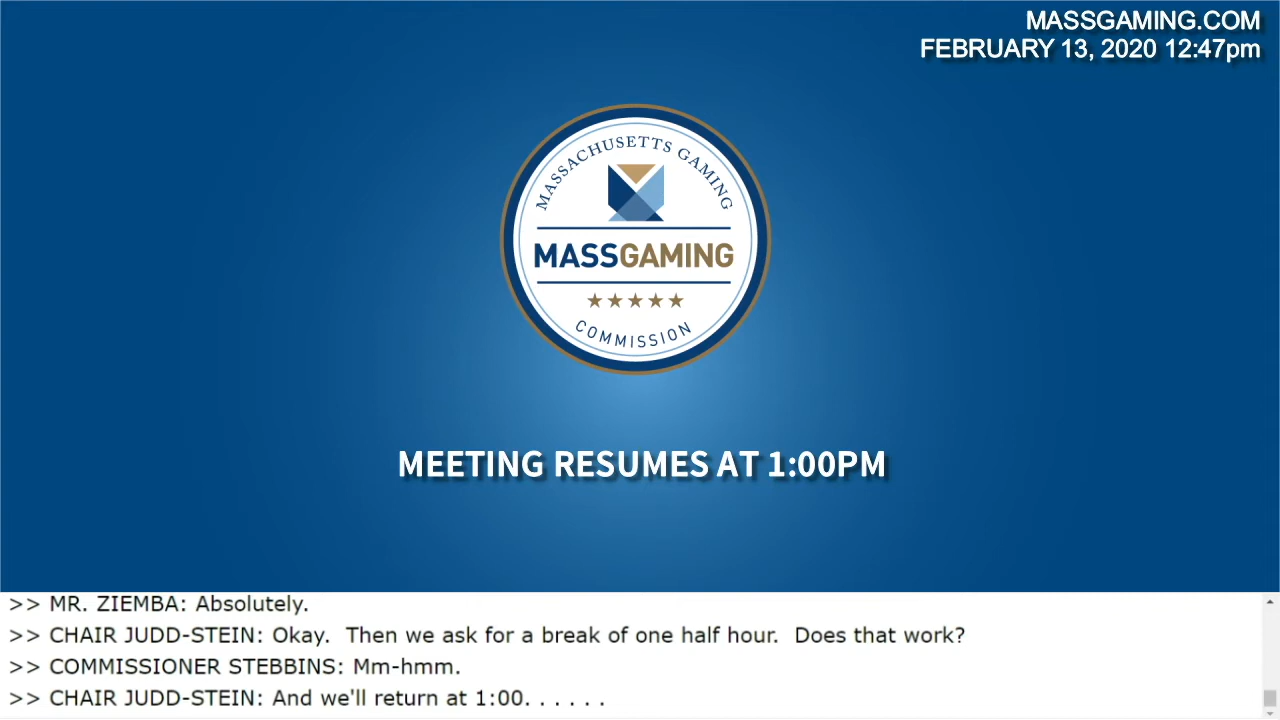 MASSGAMING.COM
FEBRUARY 13, 2020 12:47pm
MASSACHUSETTS GAMING
MASSGAMING
COMMISSION
MEETING RESUMES AT 1:00PM
>> MR. ZIEMBA: Absolutely.
>> CHAIR JUDD-STEIN: Okay.  Then we ask for a break of one half hour.  Does that work?
>> COMMISSIONER STEBBINS: Mm-hmm.
>> CHAIR JUDD-STEIN: And we'll return at 1:00. . . . . .